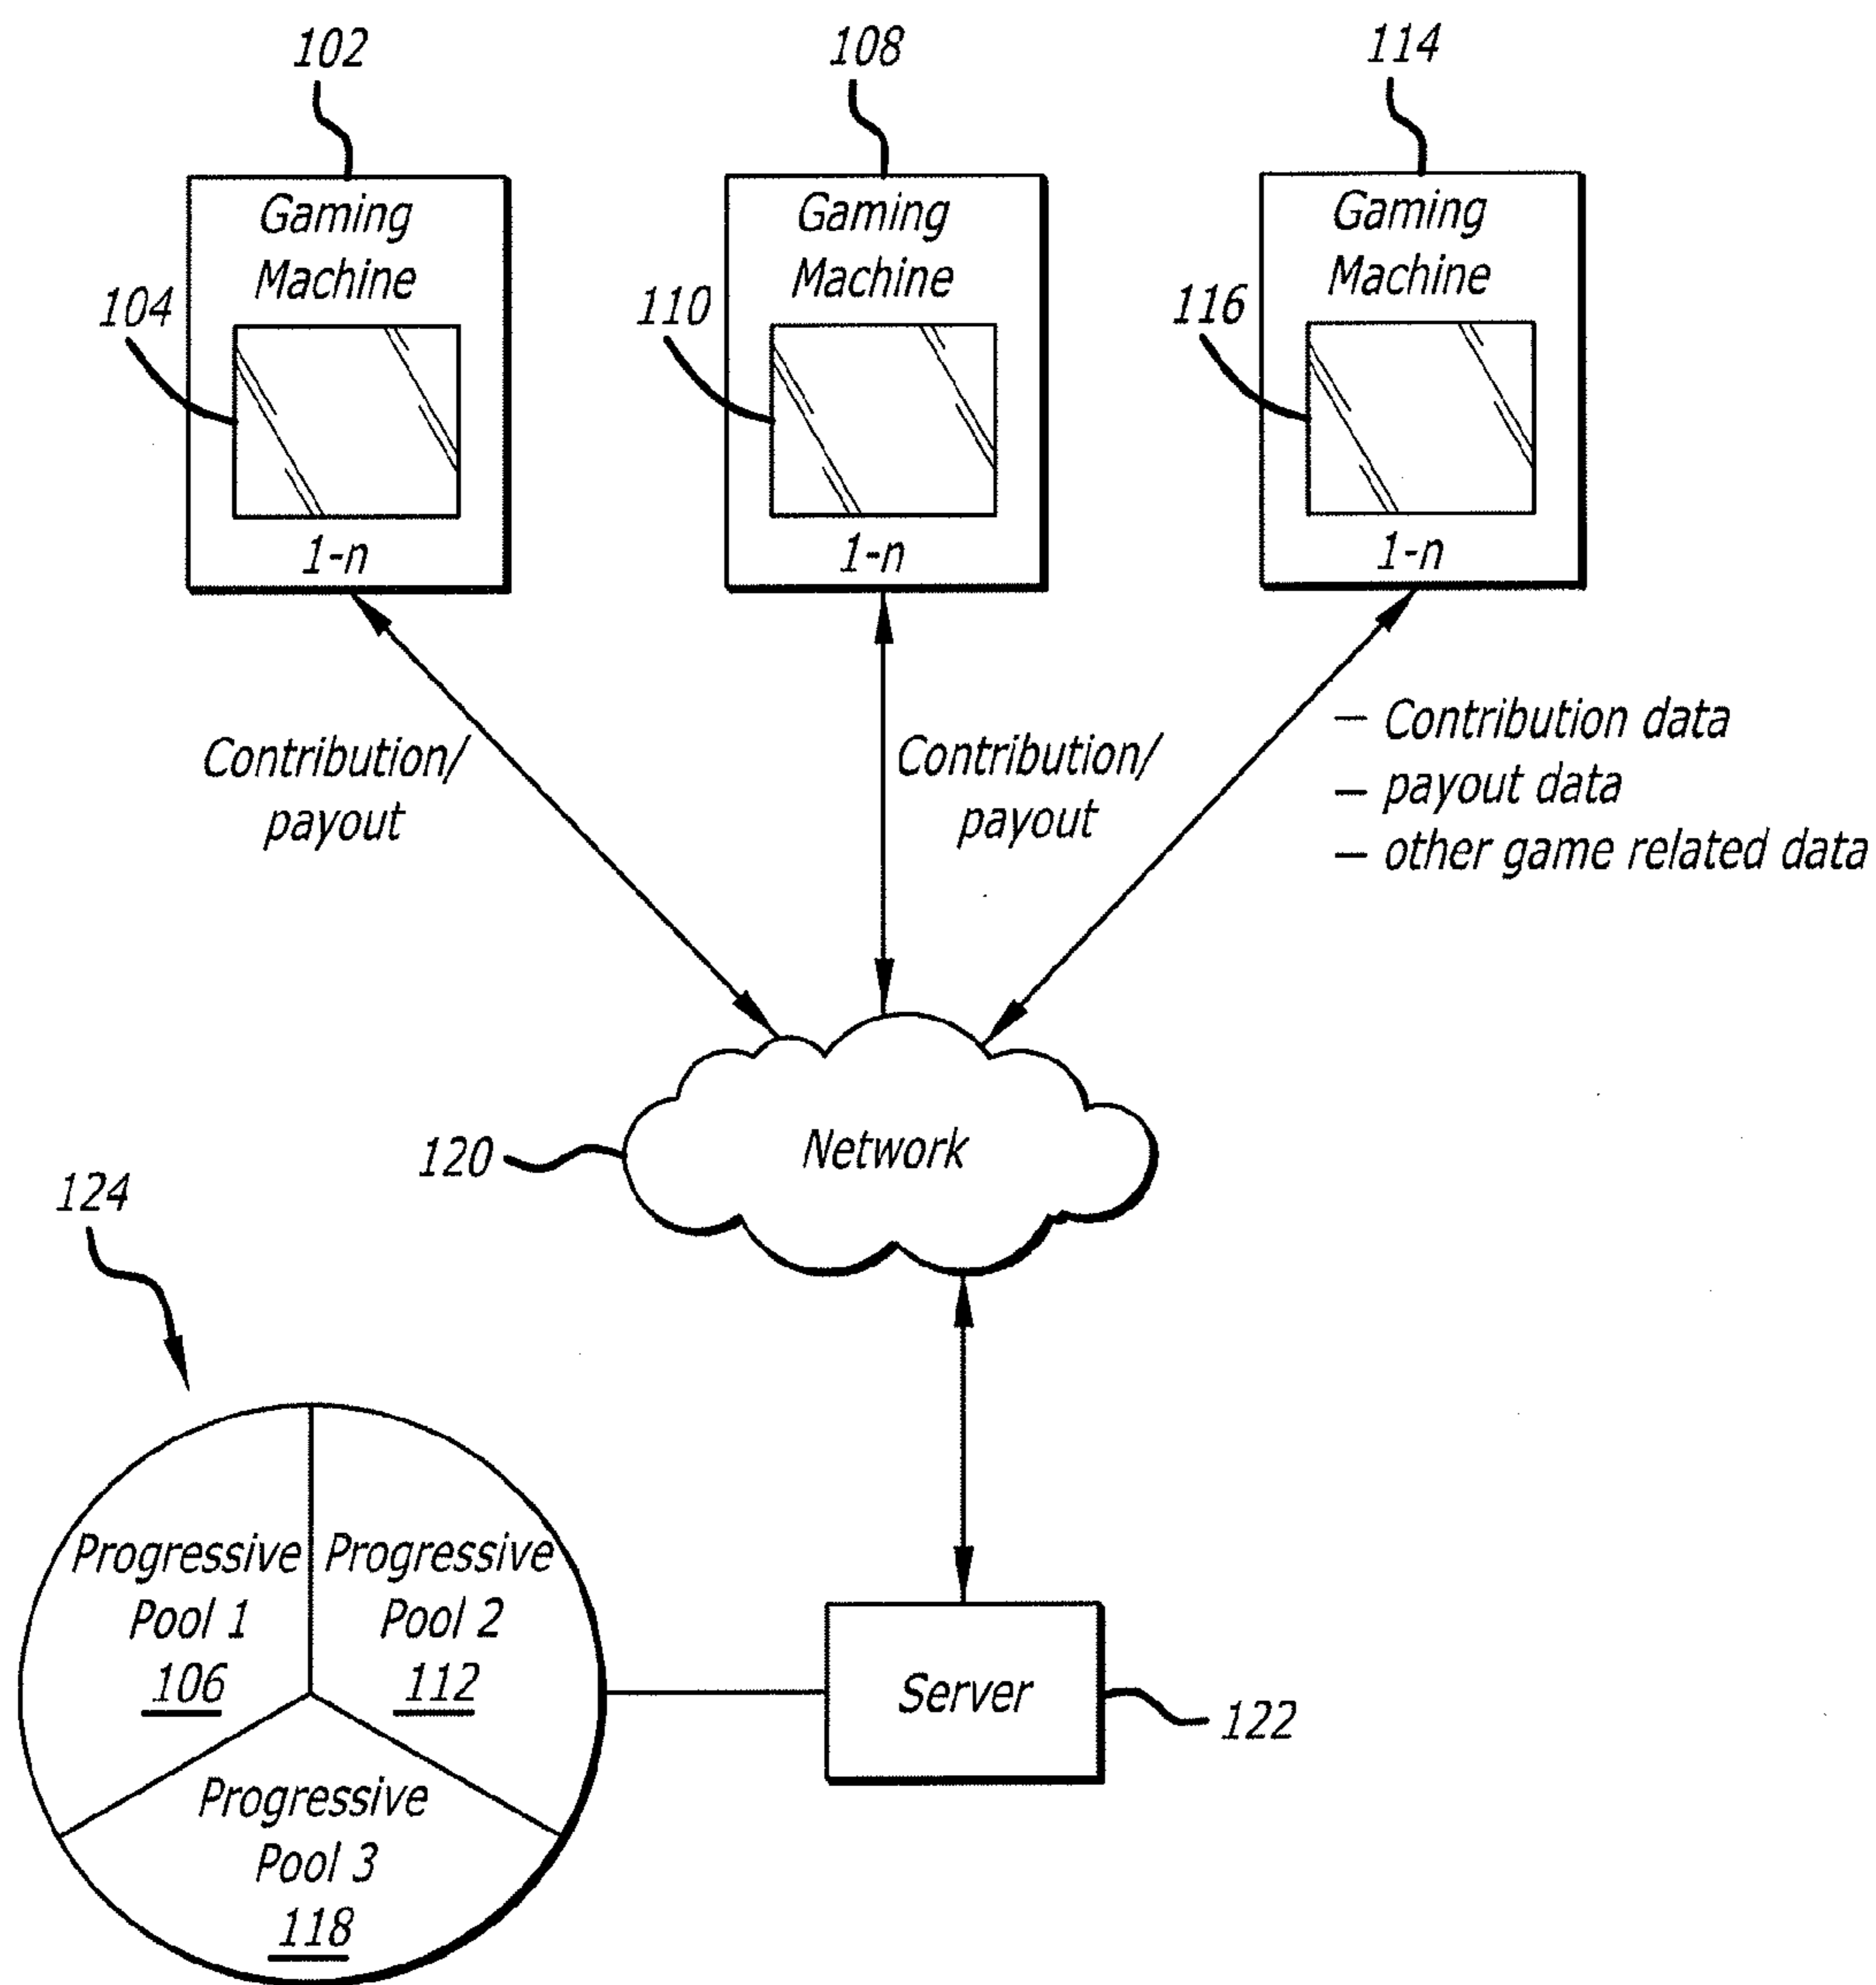 102
108
114
Gaming
Machine
Gaming
Machine
Gaming
Machine
104
110
116
1-n
1-n
1-n
Contribution/
payout
Contribution/
payout
— Contribution data
— payout data
— other game related data
120
Network
124
Progressive
Pool 1
106
Progressive
Pool 2
112
Progressive
Pool 3
118
Server
122